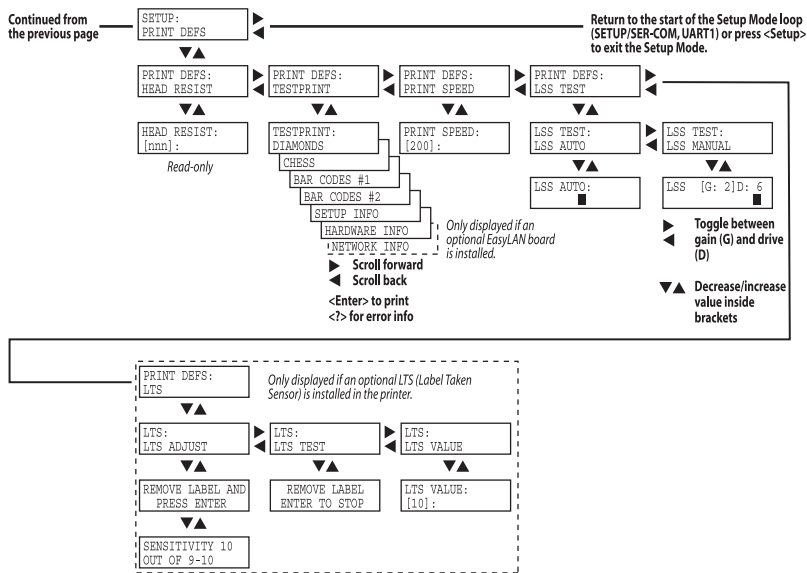 Continued from
the previous page
SETUP:
PRINT DEFS
Return to the start of the Setup Mode loop
(SETUP/SER-COM, UART1) or press <Setup>
to exit the Setup Mode.
PRINT DEFS:
HEAD RESIST
PRINT DEFS:
TESTPRINT
PRINT DEFS:
PRINT SPEED
PRINT DEFS:
LSS TEST
HEAD RESIST:
[nnn]:
Read-only
TESTPRINT:
DIAMONDS
CHESS
BAR CODES #1
BAR CODES #2
SETUP INFO
HARDWARE INFO
NETWORK INFO
Only displayed if an
optional EasyLAN board
is installed.
Scroll forward
Scroll back
<Enter> to print
<?> for error info
PRINT SPEED:
[200]:
LSS TEST:
LSS AUTO
LSS TEST:
LSS MANUAL
LSS AUTO:
LSS [G: 2]D: 6
Toggle between
gain (G) and drive
(D)
Decrease/increase
value inside
brackets
PRINT DEFS:
LTS
Only displayed if an optional LTS (Label Taken
Sensor) is installed in the printer.
LTS:
LTS ADJUST
LTS:
LTS TEST
LTS:
LTS VALUE
REMOVE LABEL AND
PRESS ENTER
REMOVE LABEL
ENTER TO STOP
LTS VALUE:
[10]:
SENSITIVITY 10
OUT OF 9-10